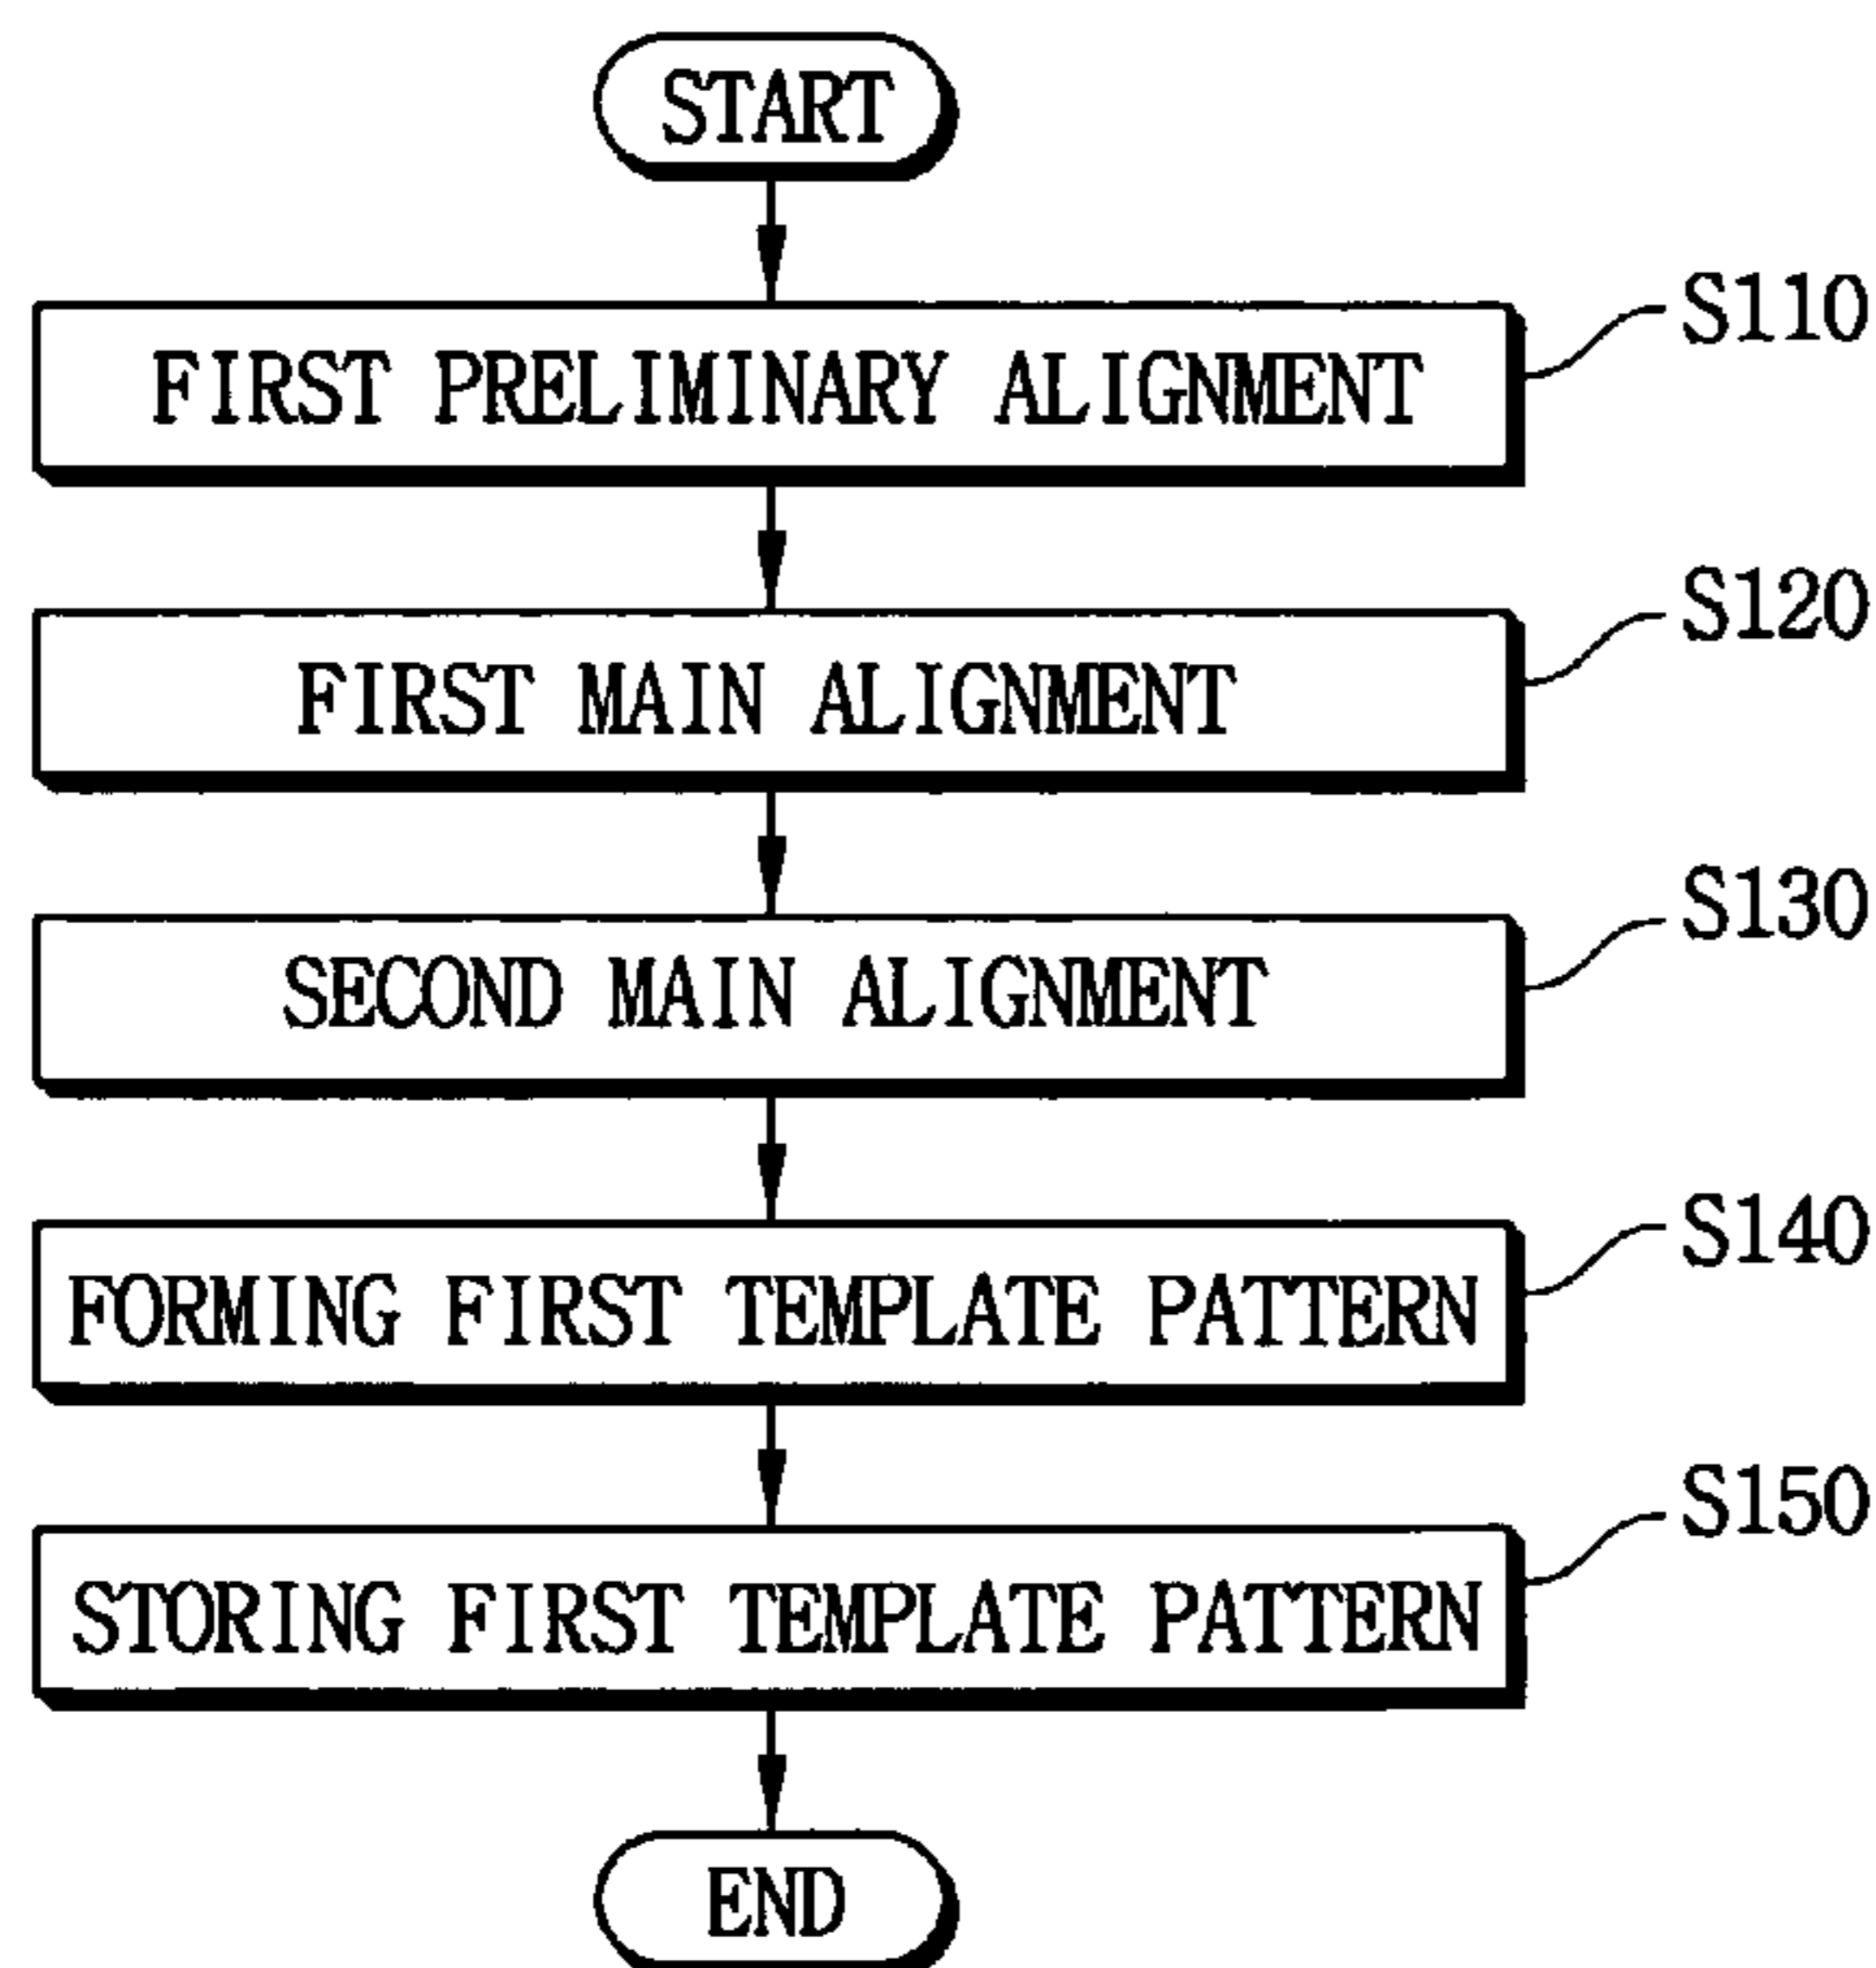 START
S110
FIRST PRELIMINARY ALIGNMENT
S120
FIRST MAIN ALIGNMENT
S130
SECOND MAIN ALIGNMENT
S140
FORMING FIRST TEMPLATE PATTERN
S150
STORING FIRST TEMPLATE PATTERN
END